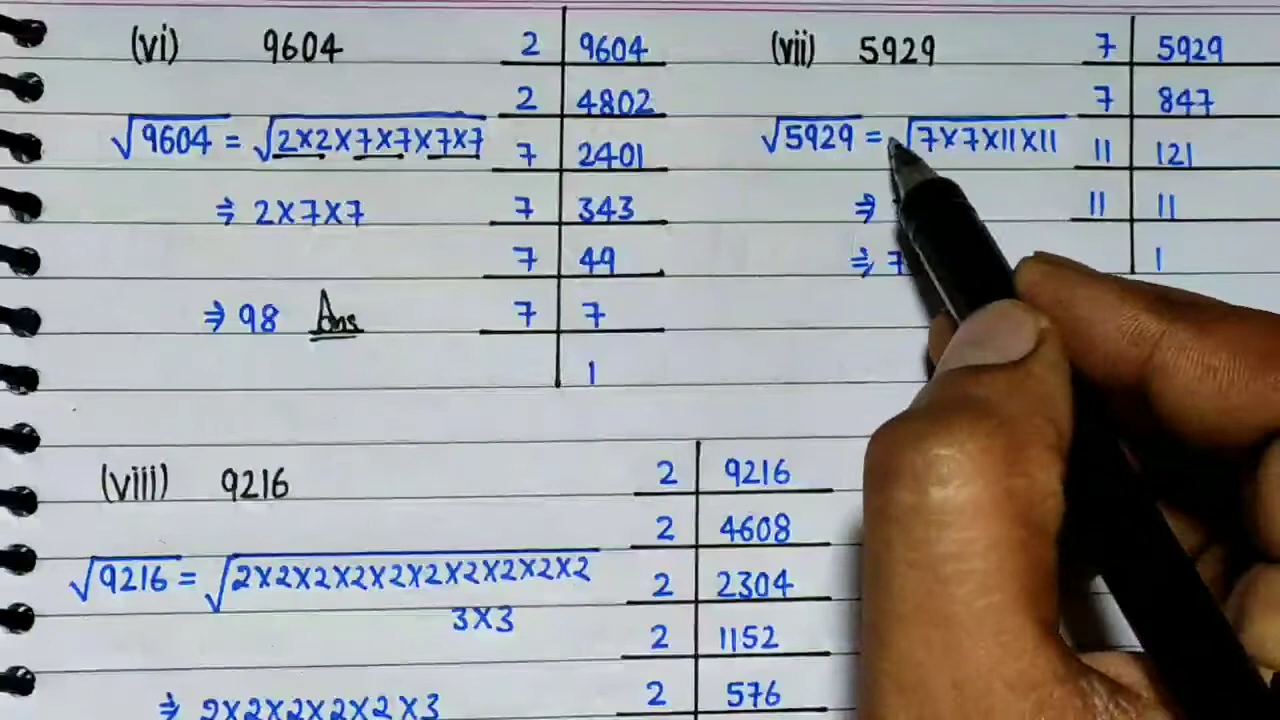 (vi) 9604
√9604 = √2×2×7×7×7×7
⇒ 2×7×7
⇒ 98 Ans
2 | 9604
2 | 4802
7 | 2401
7 | 343
7 | 49
7 | 7
1
(vii) 5929
√5929 = √7×7×11×11
⇒
⇒ 7
7 | 5929
7 | 847
11 | 121
11 | 11
1
(viii) 9216
√9216 = √2×2×2×2×2×2×2×2×2×2
3×3
⇒ 2×2×2×2×2×3
2 | 9216
2 | 4608
2 | 2304
2 | 1152
2 | 576